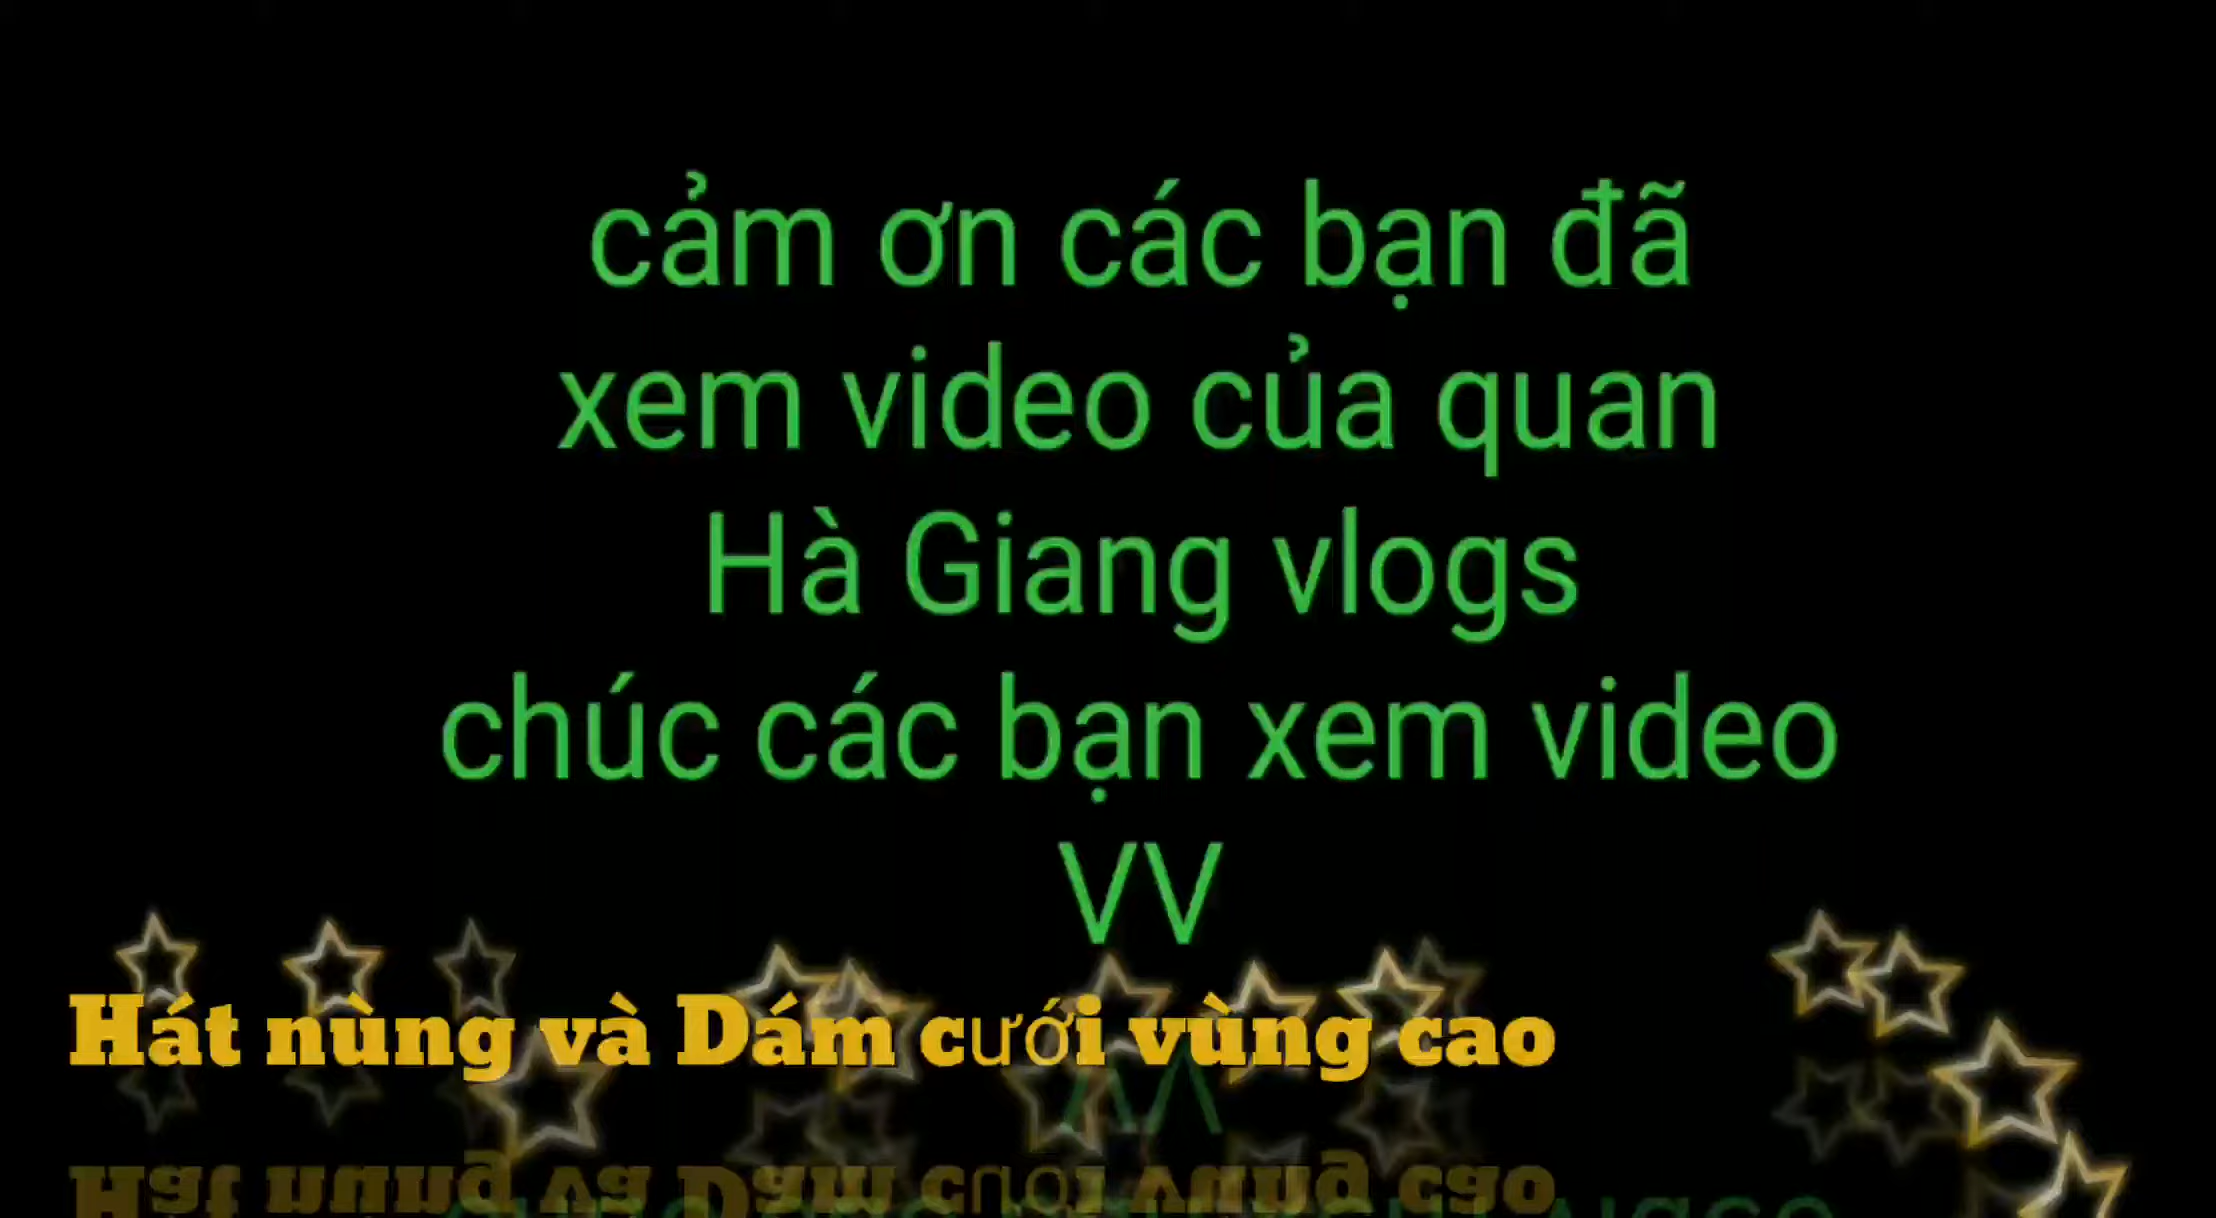 cảm ơn các bạn đã
xem video của quan
Hà Giang vlogs
chúc các bạn xem video
VV
Hát nùng và Dám cưới vùng cao